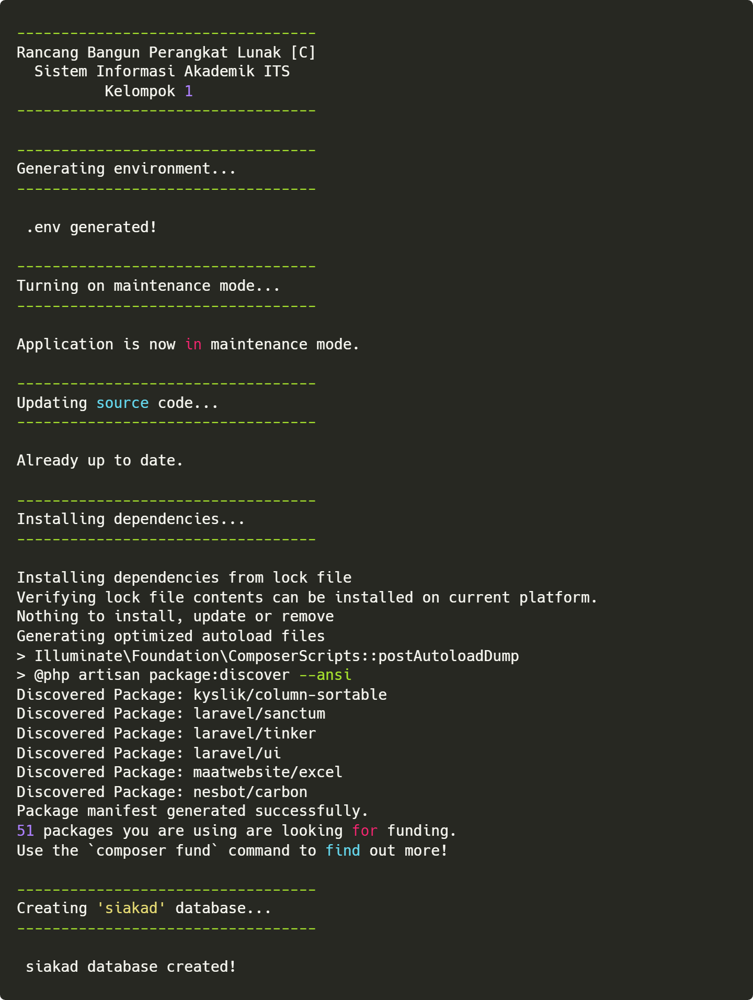 ----------------------------------
Rancang Bangun Perangkat Lunak [C]
  Sistem Informasi Akademik ITS
          Kelompok 1
----------------------------------

----------------------------------
Generating environment...
----------------------------------

 .env generated!

----------------------------------
Turning on maintenance mode...
----------------------------------

Application is now in maintenance mode.

----------------------------------
Updating source code...
----------------------------------

Already up to date.

----------------------------------
Installing dependencies...
----------------------------------

Installing dependencies from lock file
Verifying lock file contents can be installed on current platform.
Nothing to install, update or remove
Generating optimized autoload files
> Illuminate\Foundation\ComposerScripts::postAutoloadDump
> @php artisan package:discover --ansi
Discovered Package: kyslik/column-sortable
Discovered Package: laravel/sanctum
Discovered Package: laravel/tinker
Discovered Package: laravel/ui
Discovered Package: maatwebsite/excel
Discovered Package: nesbot/carbon
Package manifest generated successfully.
51 packages you are using are looking for funding.
Use the `composer fund` command to find out more!

----------------------------------
Creating 'siakad' database...
----------------------------------

 siakad database created!